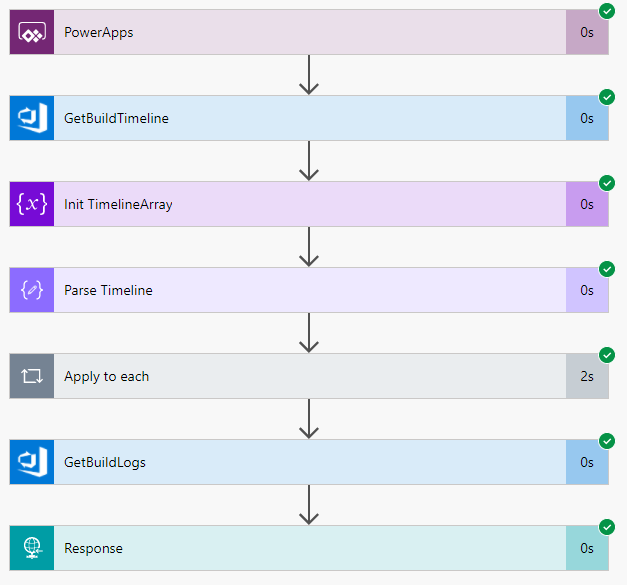 PowerApps 0s
GetBuildTimeline 0s
{x} Init TimelineArray 0s
Parse Timeline 0s
Apply to each 2s
GetBuildLogs 0s
Response 0s